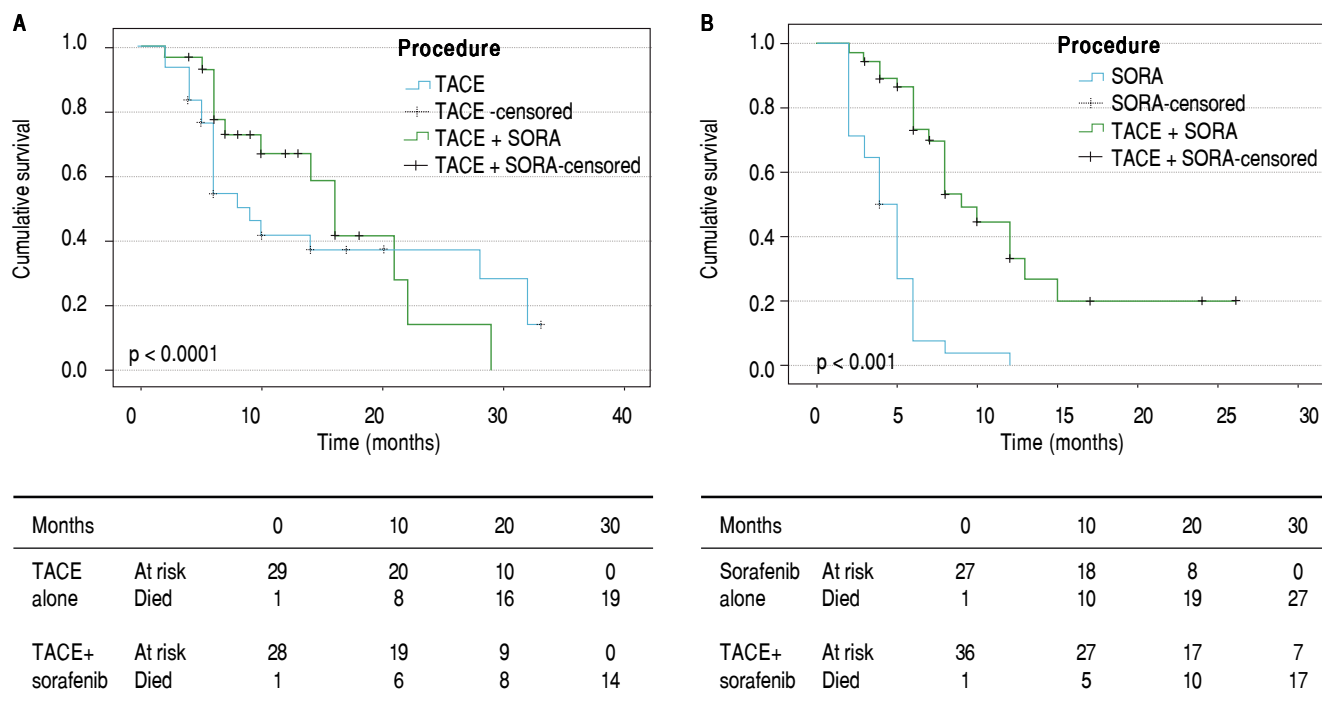 A
Procedure
TACE
TACE -censored
TACE + SORA
TACE + SORA-censored
Cumulative survival
1.0
0.8
0.6
0.4
0.2
0.0
p < 0.0001
0 10 20 30 40
Time (months)
Months 0 10 20 30
TACE At risk 29 20 10 0
alone Died 1 8 16 19
TACE+ At risk 28 19 9 0
sorafenib Died 1 6 8 14
B
Procedure
SORA
SORA-censored
TACE + SORA
TACE + SORA-censored
Cumulative survival
1.0
0.8
0.6
0.4
0.2
0.0
p < 0.001
0 5 10 15 20 25 30
Time (months)
Months 0 10 20 30
Sorafenib At risk 27 18 8 0
alone Died 1 10 19 27
TACE+ At risk 36 27 17 7
sorafenib Died 1 5 10 17